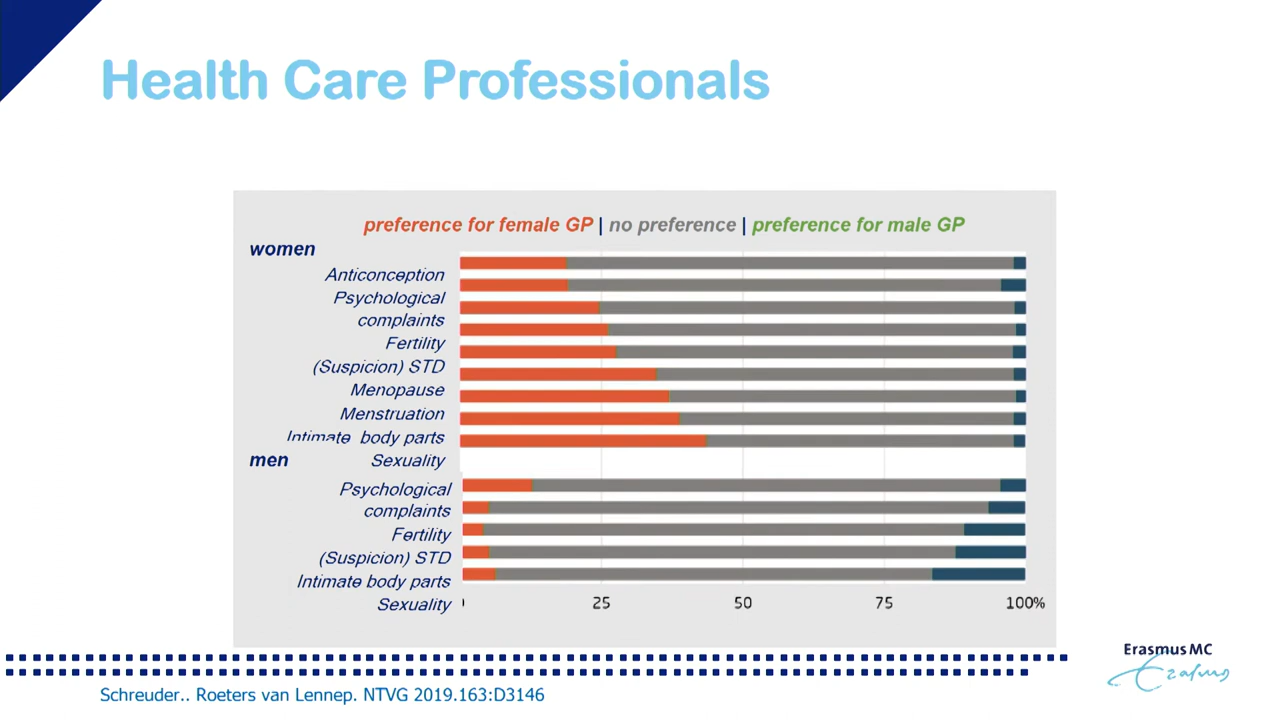 Health Care Professionals
preference for female GP | no preference | preference for male GP
women
Anticonception
Psychological
complaints
Fertility
(Suspicion) STD
Menopause
Menstruation
Intimate body parts
Sexuality
men
Psychological
complaints
Fertility
(Suspicion) STD
Intimate body parts
Sexuality
25 50 75 100%
Erasmus MC
Erasmus
Schreuder.. Roeters van Lennep. NTVG 2019.163:D3146